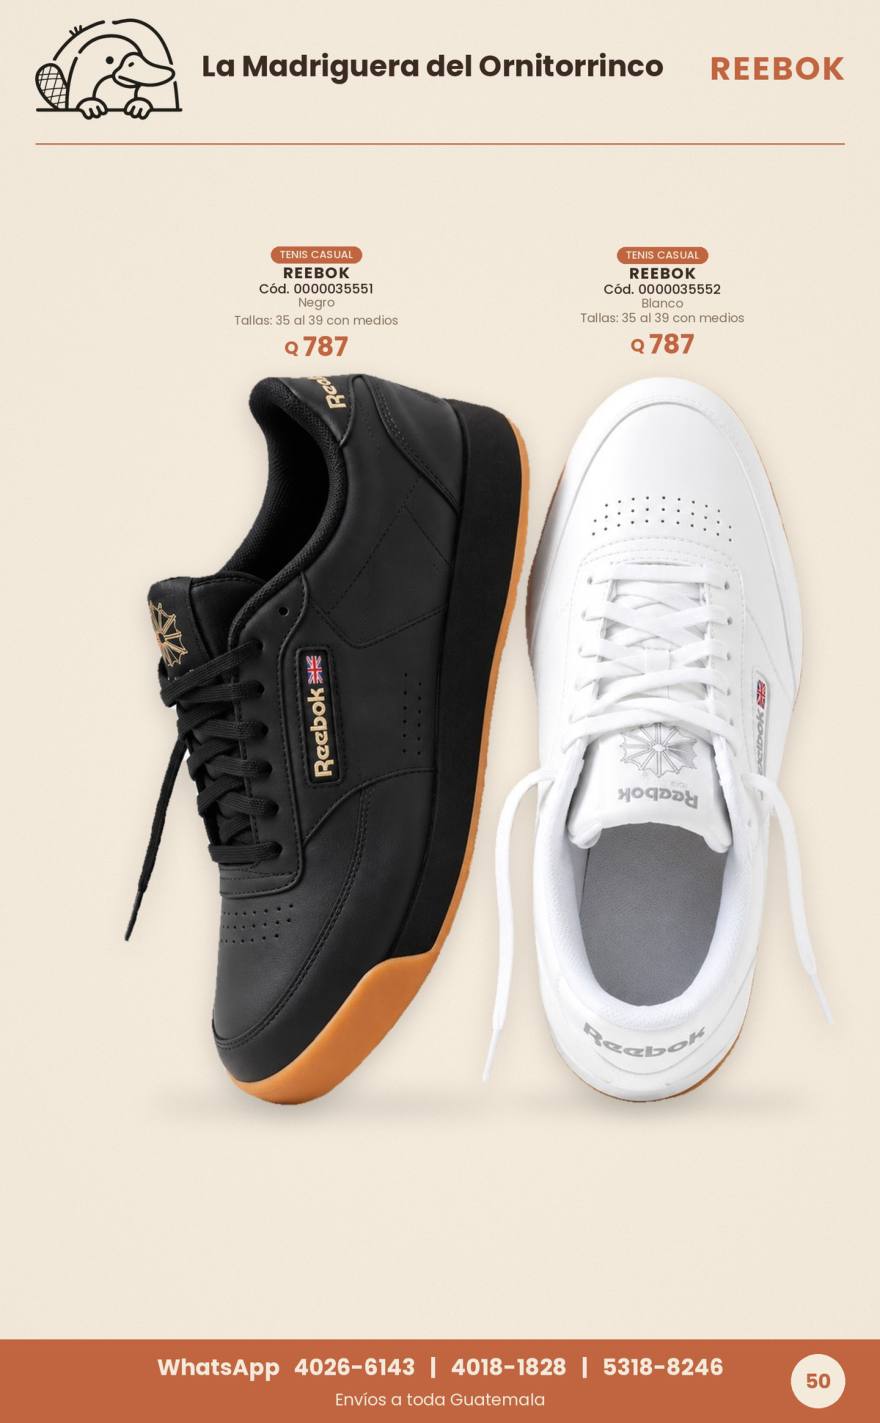 La Madriguera del Ornitorrinco
REEBOK
TENIS CASUAL
REEBOK
Cód. 0000035551
Negro
Tallas: 35 al 39 con medios
Q 787
TENIS CASUAL
REEBOK
Cód. 0000035552
Blanco
Tallas: 35 al 39 con medios
Q 787
Reebok
Reebok
Reebok
Reebok
WhatsApp 4026-6143 | 4018-1828 | 5318-8246
Envíos a toda Guatemala
50